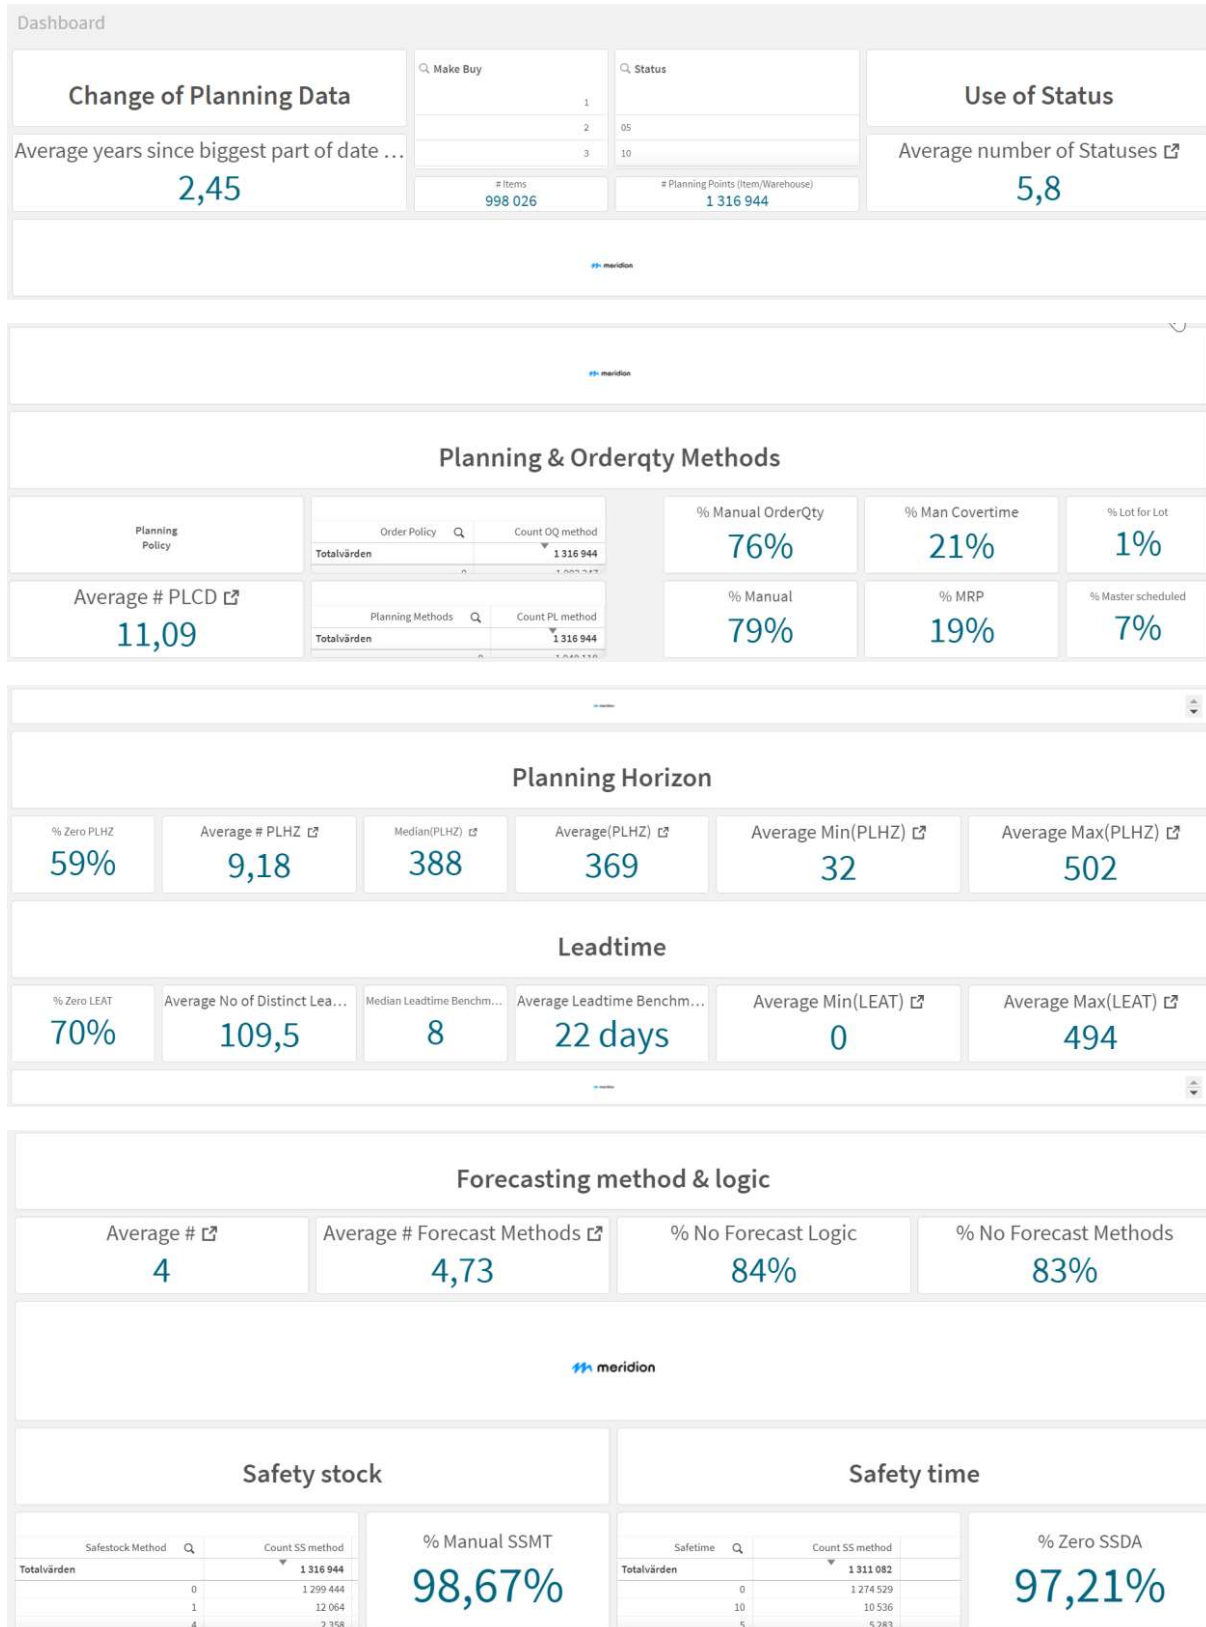 Dashboard
Change of Planning Data
Make Buy
1
2
3
Status
05
10
Use of Status
Average years since biggest part of date ...
2,45
# Items
998 026
# Planning Points (Item/Warehouse)
1 316 944
Average number of Statuses
5,8
meridion
meridion
Planning & Orderqty Methods
Planning
Policy
Order Policy
Count OQ method
Totalvärden
1 316 944
% Manual OrderQty
76%
% Man Covertime
21%
% Lot for Lot
1%
Average # PLCD
11,09
Planning Methods
Count PL method
Totalvärden
1 316 944
% Manual
79%
% MRP
19%
% Master scheduled
7%
Planning Horizon
% Zero PLHZ
59%
Average # PLHZ
9,18
Median(PLHZ)
388
Average(PLHZ)
369
Average Min(PLHZ)
32
Average Max(PLHZ)
502
Leadtime
% Zero LEAT
70%
Average No of Distinct Lea...
109,5
Median Leadtime Benchm...
8
Average Leadtime Benchm...
22 days
Average Min(LEAT)
0
Average Max(LEAT)
494
Forecasting method & logic
Average #
4
Average # Forecast Methods
4,73
% No Forecast Logic
84%
% No Forecast Methods
83%
meridion
Safety stock
Safety time
Safestock Method
Count SS method
Totalvärden
1 316 944
0
1 299 444
1
12 064
4
2 358
% Manual SSMT
98,67%
Safetime
Count SS method
Totalvärden
1 311 082
0
1 274 529
10
10 536
5
5 283
% Zero SSDA
97,21%